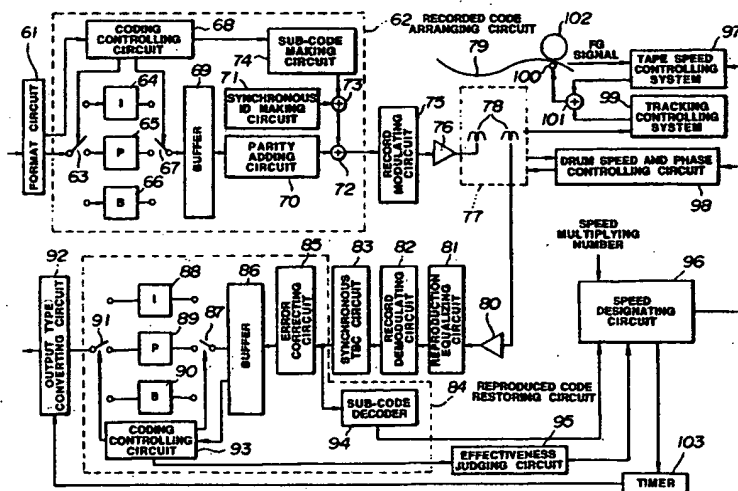 61
FORMAT CIRCUIT
CODING CONTROLLING CIRCUIT
68
62
RECORDED CODE ARRANGING CIRCUIT
SUB-CODE MAKING CIRCUIT
74
71
SYNCHRONOUS ID MAKING CIRCUIT
73
69
BUFFER
64
I
65
P
66
B
63
67
PARITY ADDING CIRCUIT
70
72
75
RECORD MODULATING CIRCUIT
76
77
78
79
100
102
FG SIGNAL
101
97
TAPE SPEED CONTROLLING SYSTEM
99
TRACKING CONTROLLING SYSTEM
DRUM SPEED AND PHASE CONTROLLING CIRCUIT
98
SPEED MULTIPLYING NUMBER
96
SPEED DESIGNATING CIRCUIT
92
OUTPUT TYPE CONVERTING CIRCUIT
88
I
89
P
90
B
91
87
CODING CONTROLLING CIRCUIT
93
86
BUFFER
85
ERROR CORRECTING CIRCUIT
83
SYNCHRONOUS TBC CIRCUIT
82
RECORD DEMODULATING CIRCUIT
81
REPRODUCTION EQUALIZING CIRCUIT
80
84
REPRODUCED CODE RESTORING CIRCUIT
SUB-CODE DECODER
94
95
EFFECTIVENESS JUDGING CIRCUIT
103
TIMER